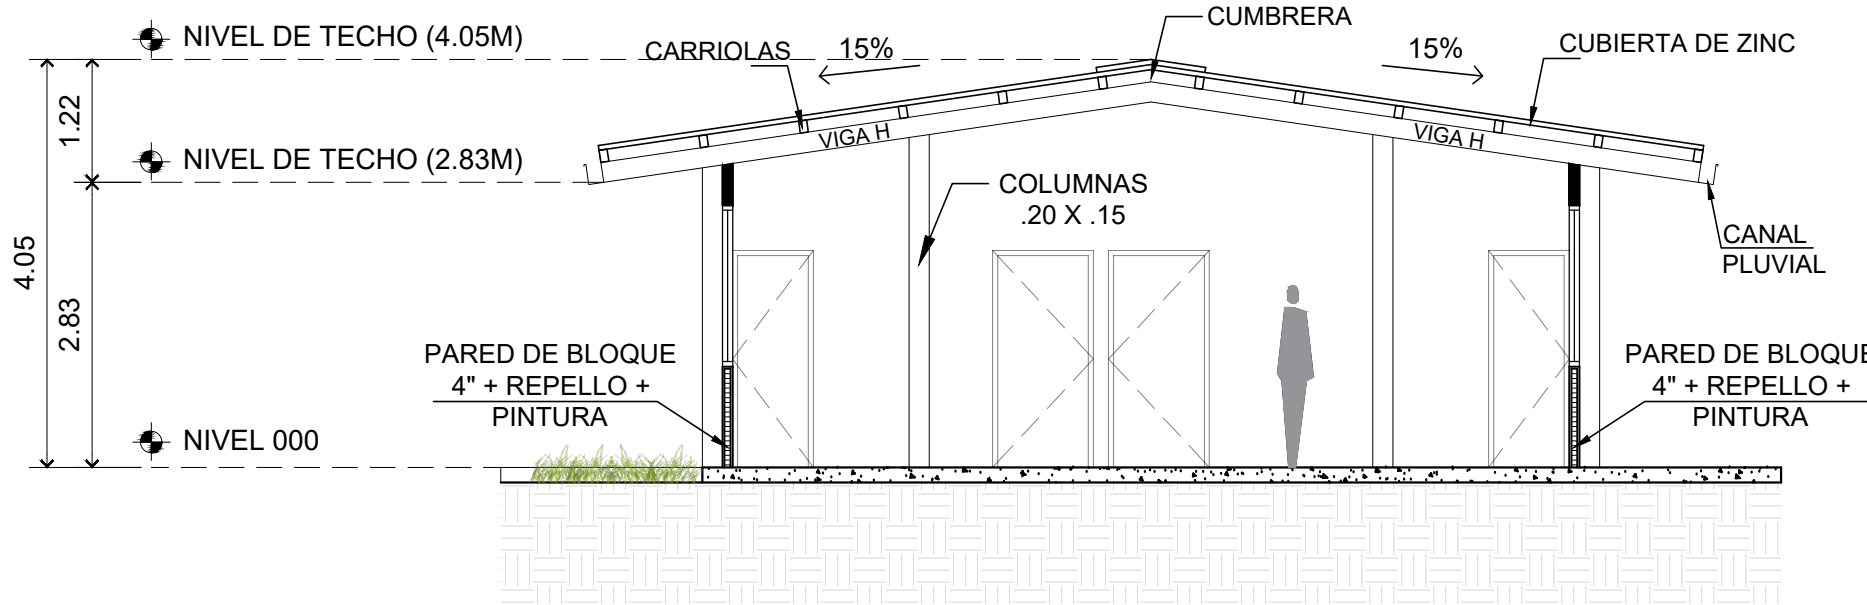 NIVEL DE TECHO (4.05M)
CARRIOLAS
15%
CUMBRERA
15%
CUBIERTA DE ZINC
1.22
VIGA H
VIGA H
NIVEL DE TECHO (2.83M)
COLUMNAS
.20 X .15
4.05
2.83
CANAL
PLUVIAL
PARED DE BLOQUE
4" + REPELLO +
PINTURA
PARED DE BLOQUE
4" + REPELLO +
PINTURA
NIVEL 000